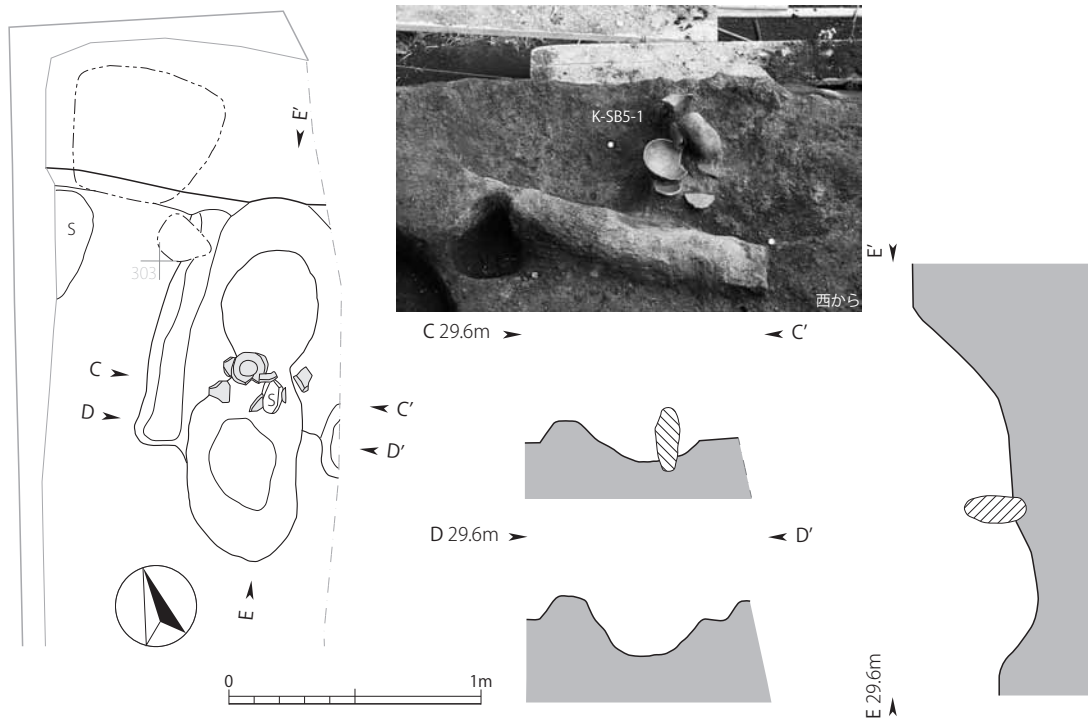 E'
S
303
C
D
S
C'
D'
E
0 1m
K-SB5-1
西から
C 29.6m C'
D 29.6m D'
E'
E 29.6m